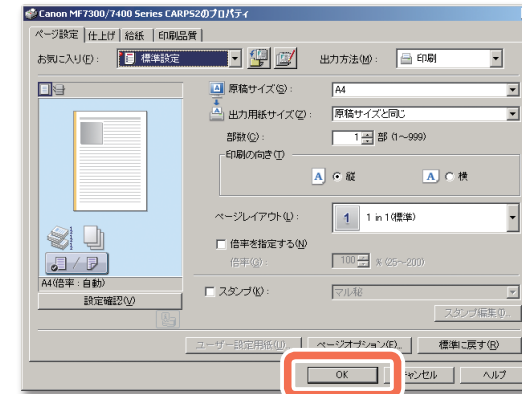 Canon MF7300/7400 Series CARPS2のプロパティ
ページ設定 仕上げ 給紙 印刷品質
お気に入り(F): 標準設定 出力方法(M): 印刷
原稿サイズ(S): A4
出力用紙サイズ(Z): 原稿サイズと同じ
部数(C): 1 部 (1～999)
印刷の向き(T)
A 縦 A 横
ページレイアウト(L): 1 1 in 1(標準)
倍率を指定する(N)
倍率(G): 100 % (25～200)
A4(倍率:自動)
設定確認(V)
スタンプ(K): マル秘
スタンプ編集(D)...
ユーザー設定用紙(U)... ページオプション(E)... 標準に戻す(R)
OK キャンセル ヘルプ